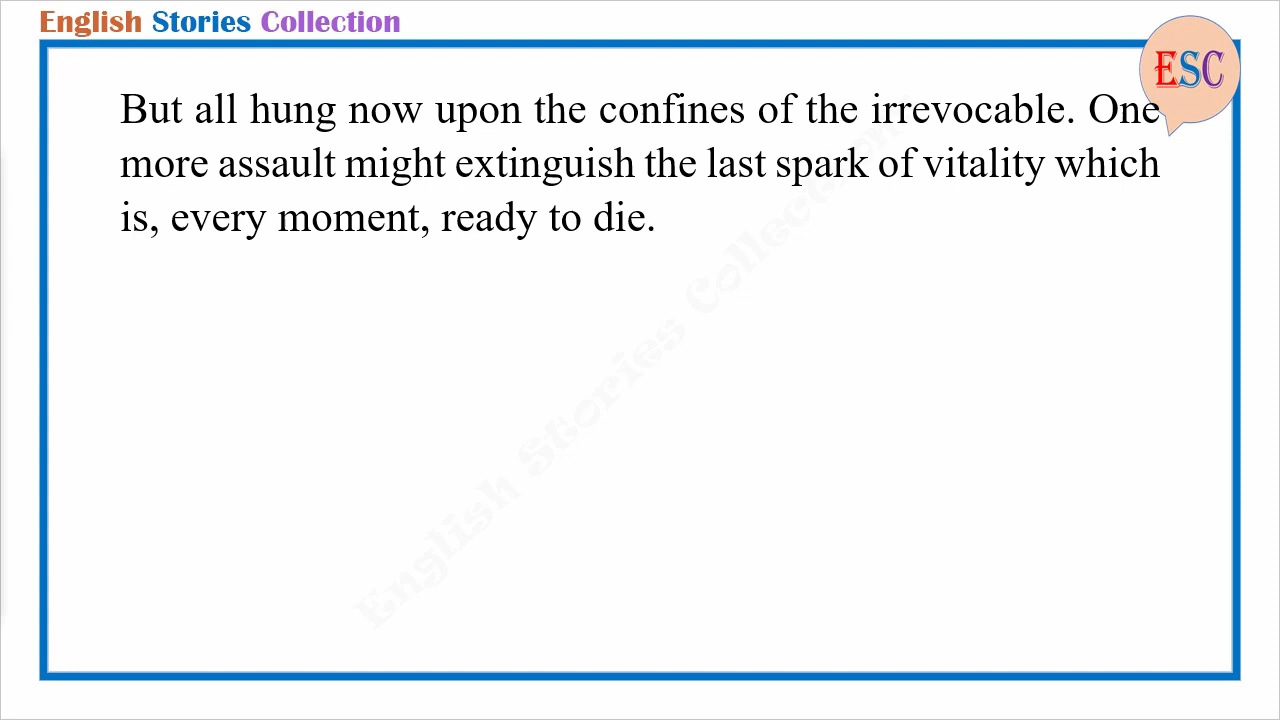 English Stories Collection
ESC
But all hung now upon the confines of the irrevocable. One
more assault might extinguish the last spark of vitality which
is, every moment, ready to die.
English Stories Collection